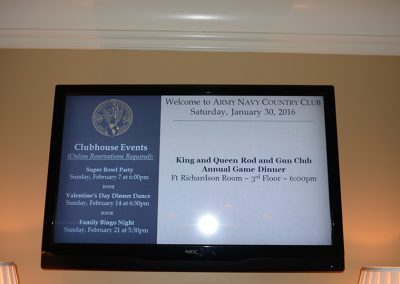 Clubhouse Events
(Online Reservations Required):
Super Bowl Party
Sunday, February 7 at 6:00pm
Valentine's Day Dinner Dance
Sunday, February 14 at 6:30pm
Family Bingo Night
Sunday, February 21 at 5:30pm
Welcome to ARMY NAVY COUNTRY CLUB
Saturday, January 30, 2016
King and Queen Rod and Gun Club
Annual Game Dinner
Ft Richardson Room – 3rd Floor – 6:00pm
NEC